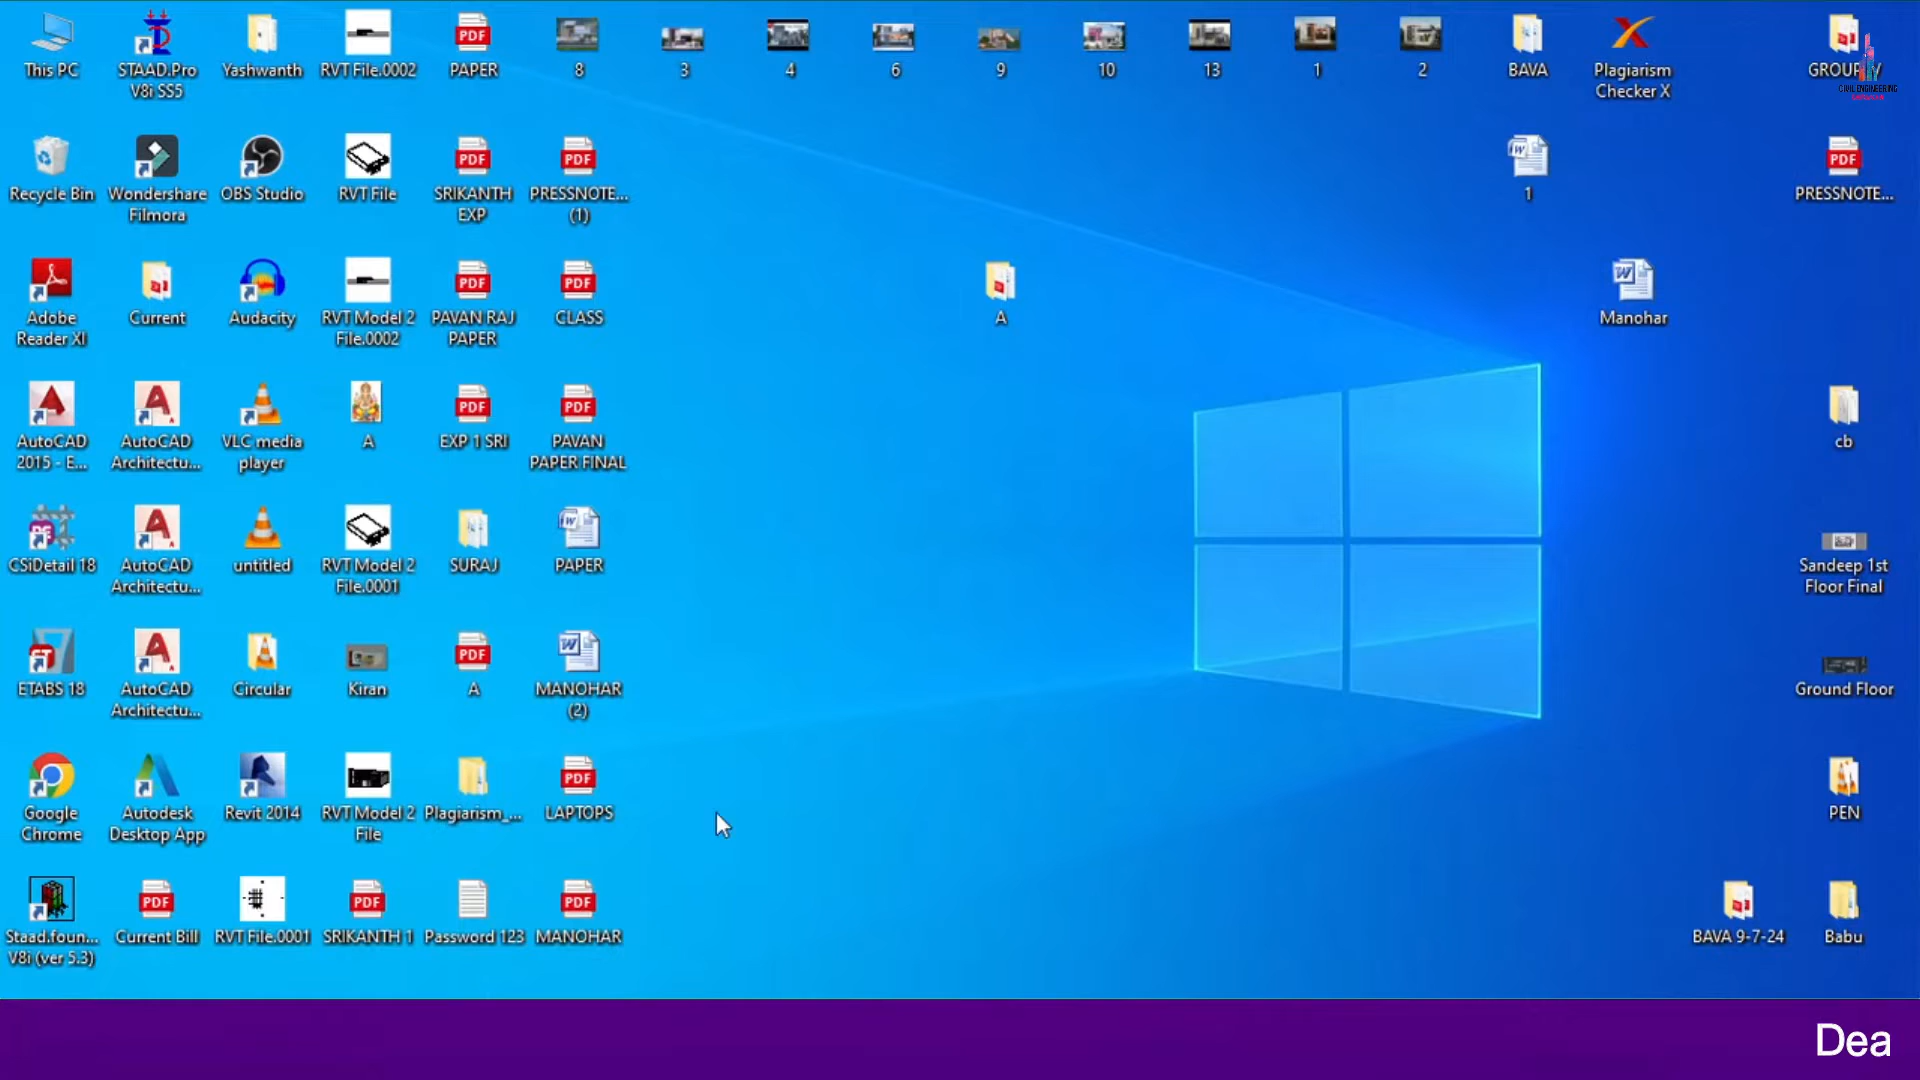 This PC
STAAD.Pro
V8i SS5
Yashwanth
RVT File.0002
PAPER
8
3
4
6
9
10
13
1
2
BAVA
Plagiarism
Checker X
CIVIL ENGINEERING
Recycle Bin
Wondershare
Filmora
OBS Studio
RVT File
SRIKANTH
EXP
PRESSNOTE...
(1)
1
PRESSNOTE...
Adobe
Reader XI
Current
Audacity
RVT Model 2
File.0002
PAVAN RAJ
PAPER
CLASS
A
Manohar
AutoCAD
2015 - E...
AutoCAD
Architectu...
VLC media
player
A
EXP 1 SRI
PAVAN
PAPER FINAL
cb
CSiDetail 18
AutoCAD
Architectu...
untitled
RVT Model 2
File.0001
SURAJ
PAPER
Sandeep 1st
Floor Final
ETABS 18
AutoCAD
Architectu...
Circular
Kiran
A
MANOHAR
(2)
Ground Floor
Google
Chrome
Autodesk
Desktop App
Revit 2014
RVT Model 2
File
Plagiarism_...
LAPTOPS
PEN
Staad.foun...
V8i (ver 5.3)
Current Bill
RVT File.0001
SRIKANTH 1
Password 123
MANOHAR
BAVA 9-7-24
Babu
Dea